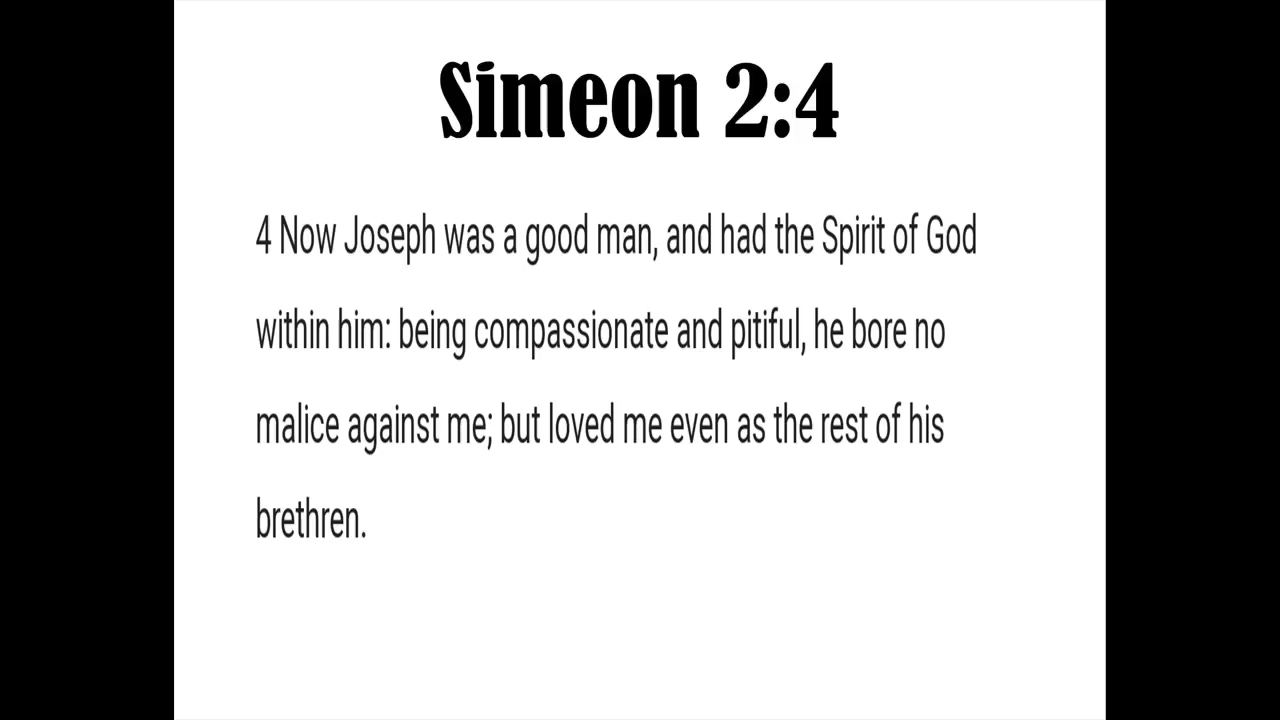 Simeon 2:4
4 Now Joseph was a good man, and had the Spirit of God
within him: being compassionate and pitiful, he bore no
malice against me; but loved me even as the rest of his
brethren.